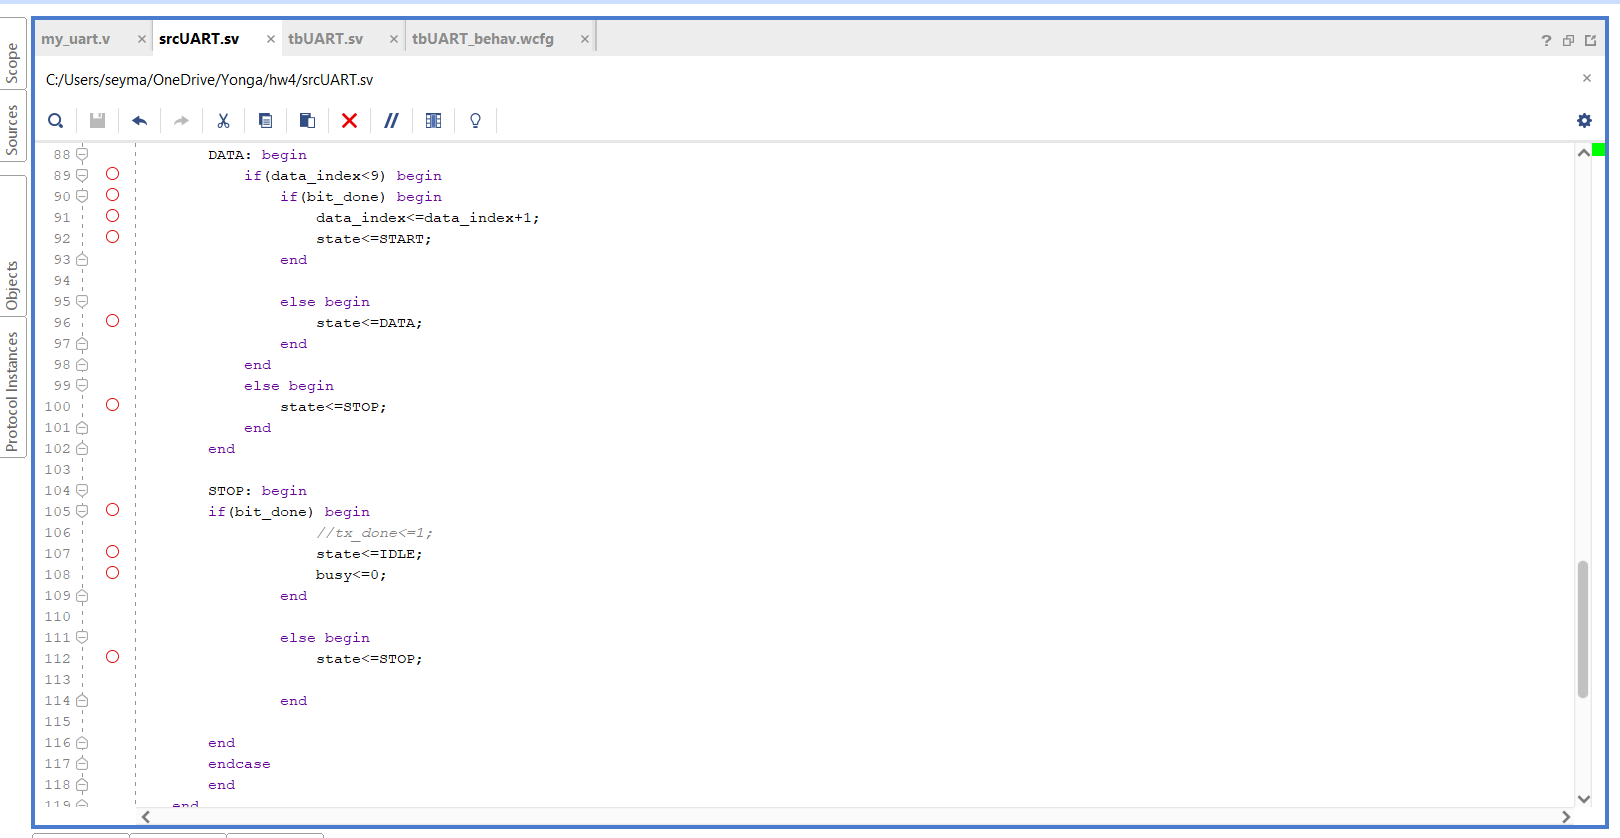 my_uart.v × srcUART.sv × tbUART.sv × tbUART_behav.wcfg ×
?
C:/Users/seyma/OneDrive/Yonga/hw4/srcUART.sv ×
Scope
Sources
Objects
Protocol Instances
88 DATA: begin
89 if(data_index<9) begin
90 if(bit_done) begin
91 data_index<=data_index+1;
92 state<=START;
93 end
94
95 else begin
96 state<=DATA;
97 end
98 end
99 else begin
100 state<=STOP;
101 end
102 end
103
104 STOP: begin
105 if(bit_done) begin
106 //tx_done<=1;
107 state<=IDLE;
108 busy<=0;
109 end
110
111 else begin
112 state<=STOP;
113
114 end
115
116 end
117 endcase
118 end
119 end